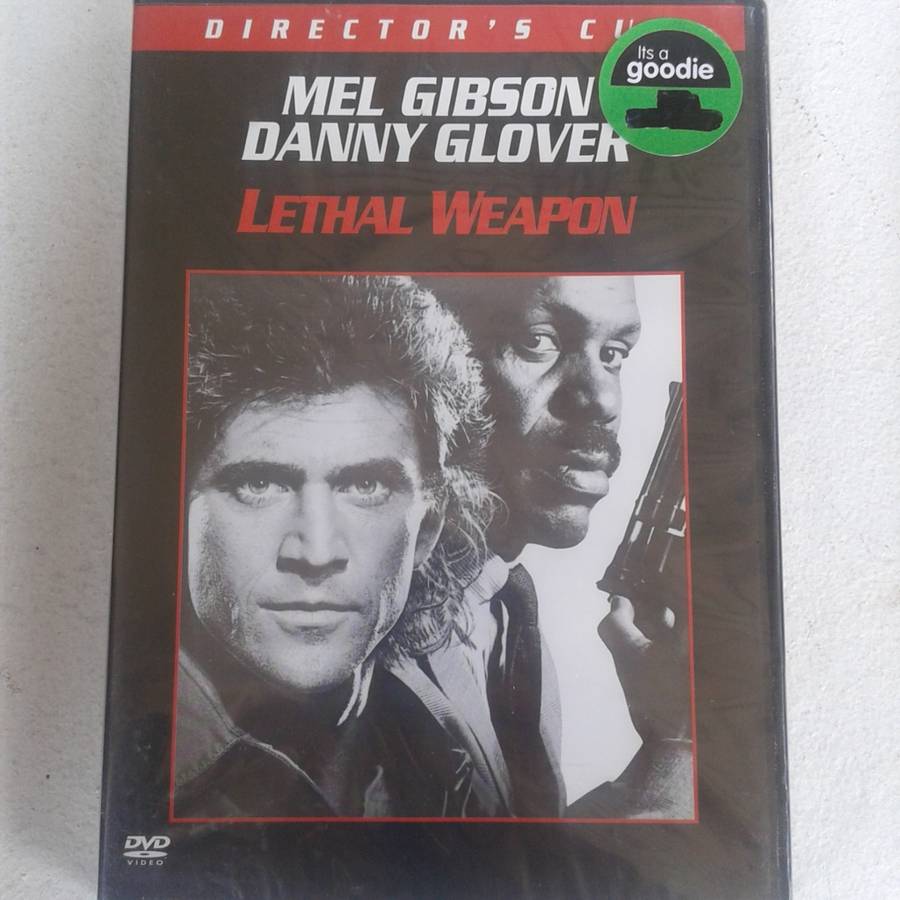 DIRECTOR'S CU
Its a
goodie
MEL GIBSON
DANNY GLOVER
LETHAL WEAPON
DVD
VIDEO